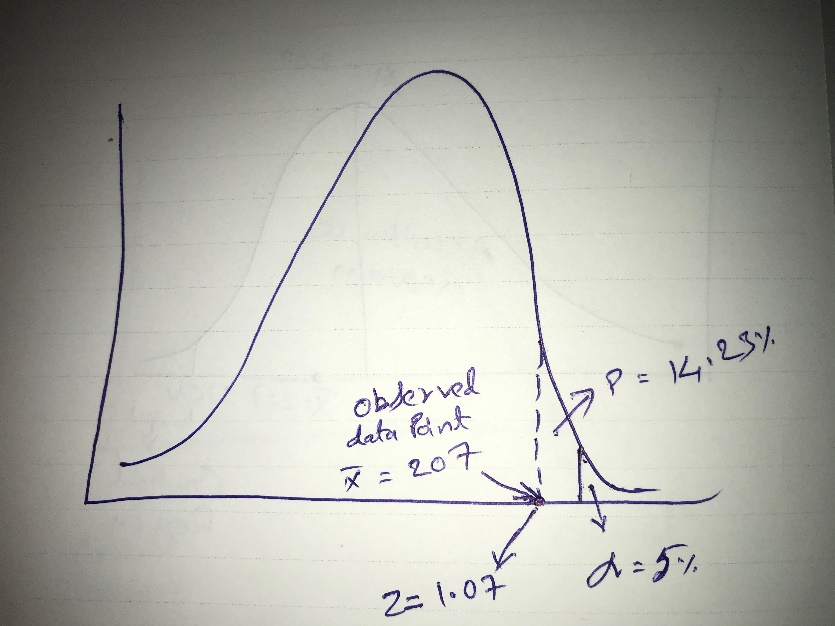 observed
data Point
x̄ = 207
P = 14.23%
α = 5%
Z = 1.07